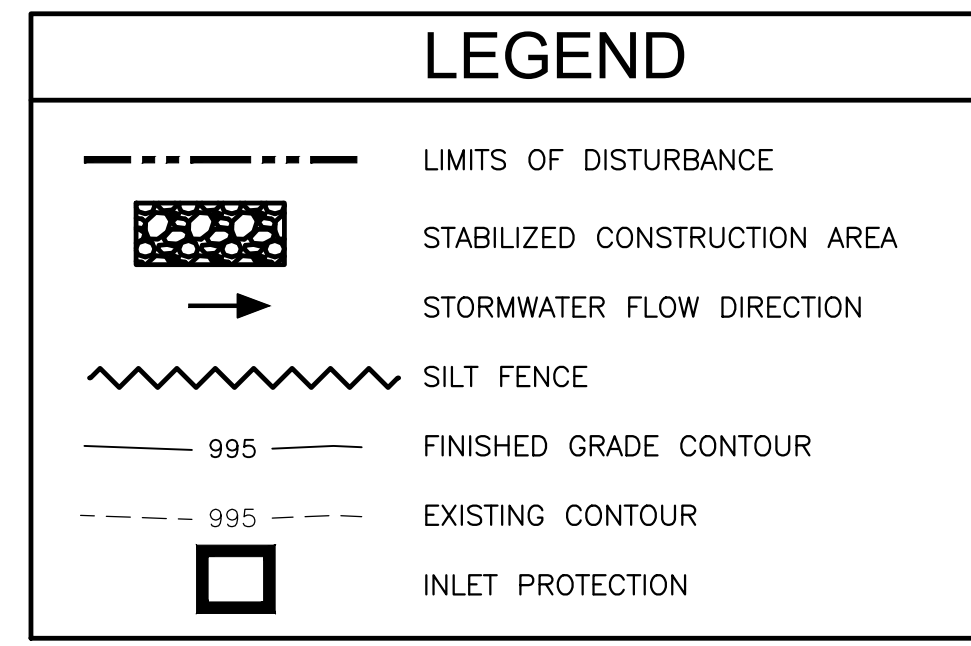 LEGEND
LIMITS OF DISTURBANCE
STABILIZED CONSTRUCTION AREA
STORMWATER FLOW DIRECTION
SILT FENCE
995 FINISHED GRADE CONTOUR
995 EXISTING CONTOUR
INLET PROTECTION